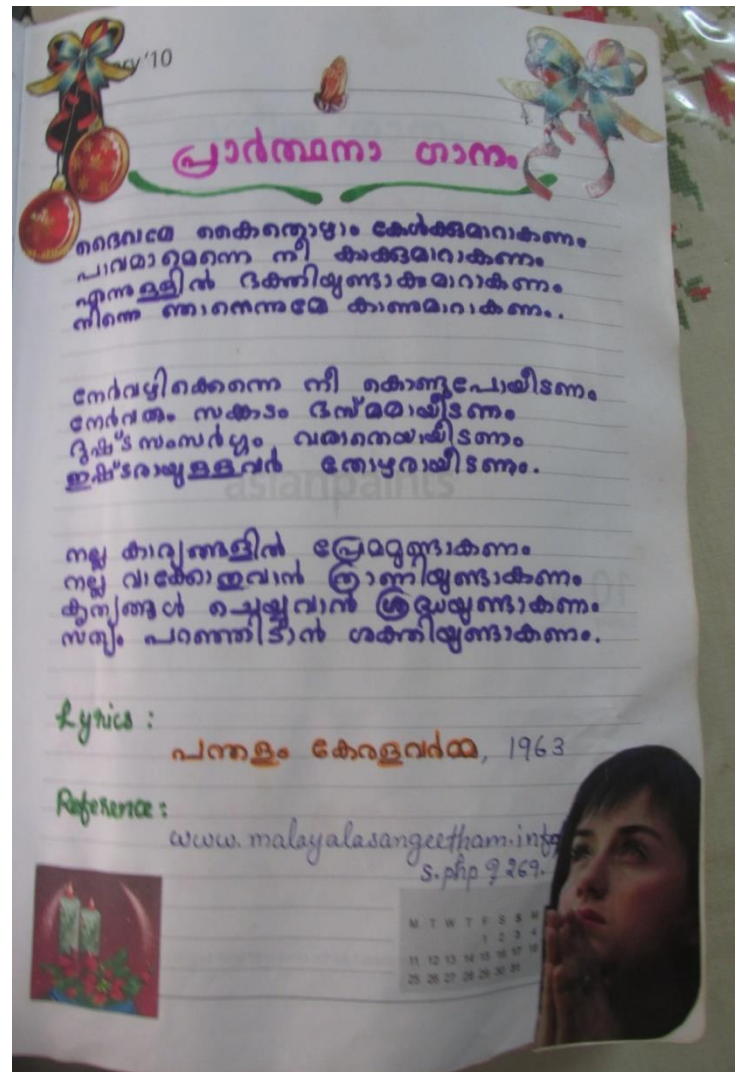 ry'10
പ്രാർത്ഥനാ ഗാനം
ദൈവമേ കൈതൊഴാം കേൾക്കുമാറാകണം
പാവമാമെന്നെ നീ കാക്കുമാറാകണം
എന്നുള്ളിൽ ഭക്തിയുണ്ടാകുമാറാകണം
നിന്നെ ഞാനെന്നുമേ കാണുമാറാകണം..
നേർവഴിക്കെന്നെ നീ കൊണ്ടുപോയീടണം
നേർവരും സങ്കടം ഭസ്മമായീടണം
ദുഷ്ടസംസർഗ്ഗം വരാതെയായീടണം
ഇഷ്ടരായുള്ളവർ തോഴരായീടണം.
നല്ല കാര്യങ്ങളിൽ പ്രേമമുണ്ടാകണം
നല്ല വാക്കോതുവാൻ ത്രാണിയുണ്ടാകണം
കൃത്യങ്ങൾ ചെയ്യുവാൻ ശ്രദ്ധയുണ്ടാകണം
സത്യം പറഞ്ഞിടാൻ ശക്തിയുണ്ടാകണം.
asianpaints
Lyrics :
പന്തളം കേരളവർമ്മ, 1963
Reference :
www.malayalasangeetham.info
s.php ? 269.
M T W T F S S M
1 2 3 4
11 12 13 14 15 16 17 18
25 26 27 28 29 30 31